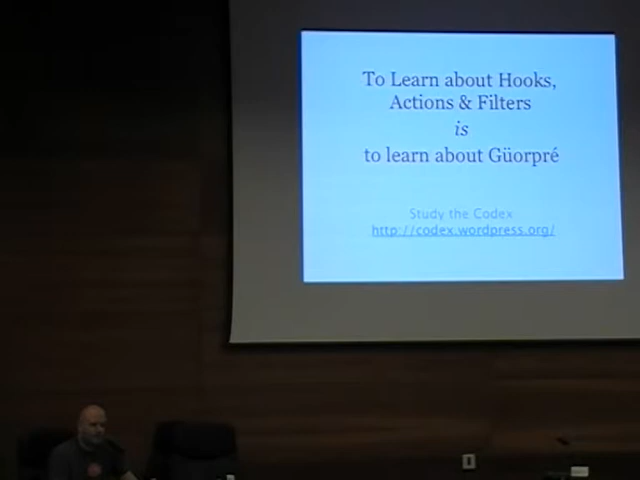 To Learn about Hooks,
Actions & Filters
is
to learn about Güorpré
Study the Codex
http://codex.wordpress.org/